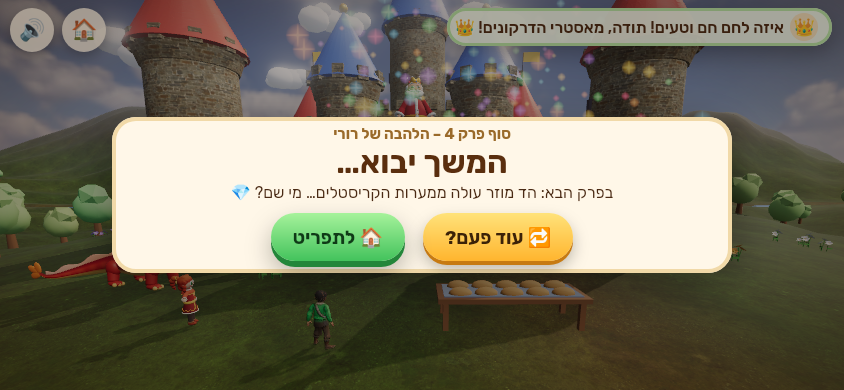 איזה לחם חם וטעים! תודה, מאסטרי הדרקונים! 👑
סוף פרק 4 – הלהבה של רורי
המשך יבוא...
בפרק הבא: הד מוזר עולה ממערות הקריסטלים... מי שם? 💎
🔁 עוד פעם?
🏠 לתפריט